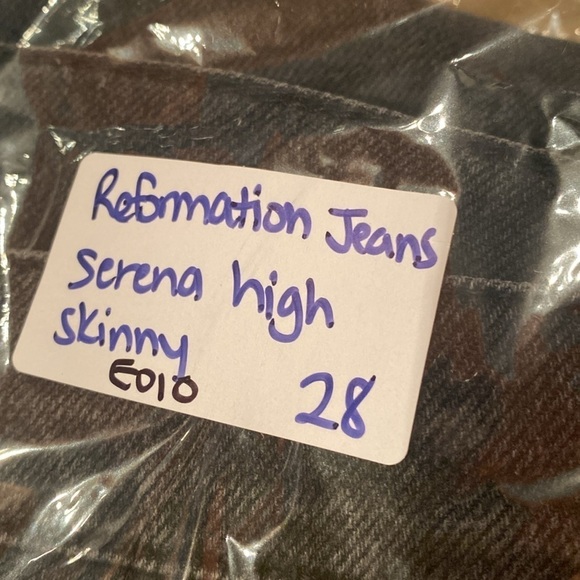 Reformation Jeans
Serena high
skinny
E010
28